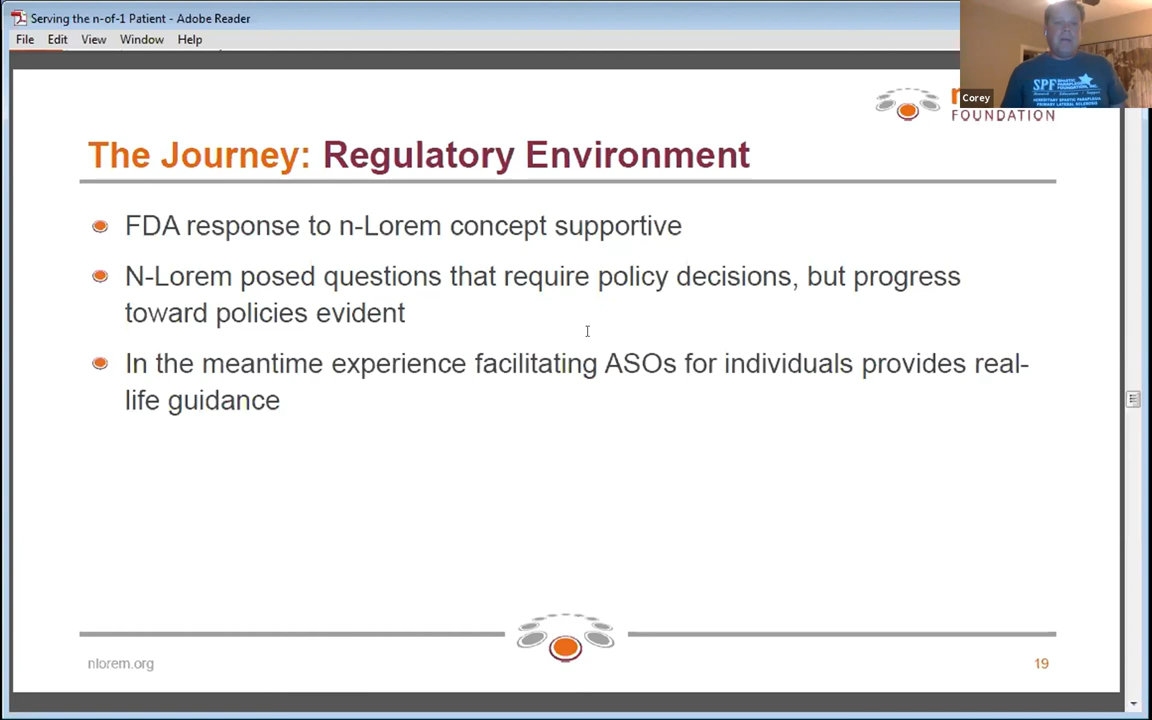 Serving the n-of-1 Patient - Adobe Reader
File Edit View Window Help
Corey
SPF
FOUNDATION
The Journey: Regulatory Environment
FDA response to n-Lorem concept supportive
N-Lorem posed questions that require policy decisions, but progress
toward policies evident
In the meantime experience facilitating ASOs for individuals provides real-
life guidance
nlorem.org
19